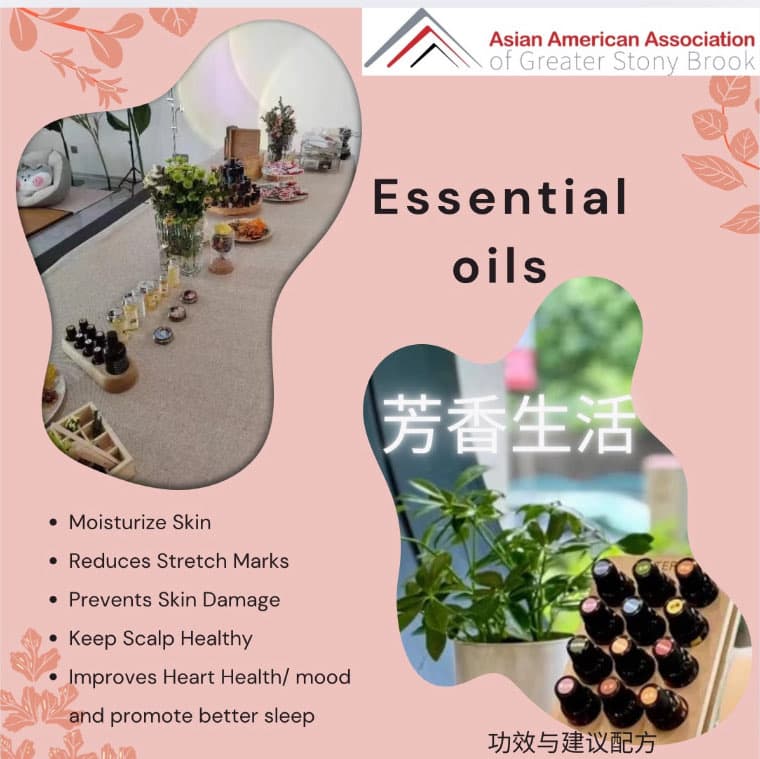 Asian American Association
of Greater Stony Brook
Essential
oils
芳香生活
• Moisturize Skin
• Reduces Stretch Marks
• Prevents Skin Damage
• Keep Scalp Healthy
• Improves Heart Health/ mood
and promote better sleep
功效与建议配方